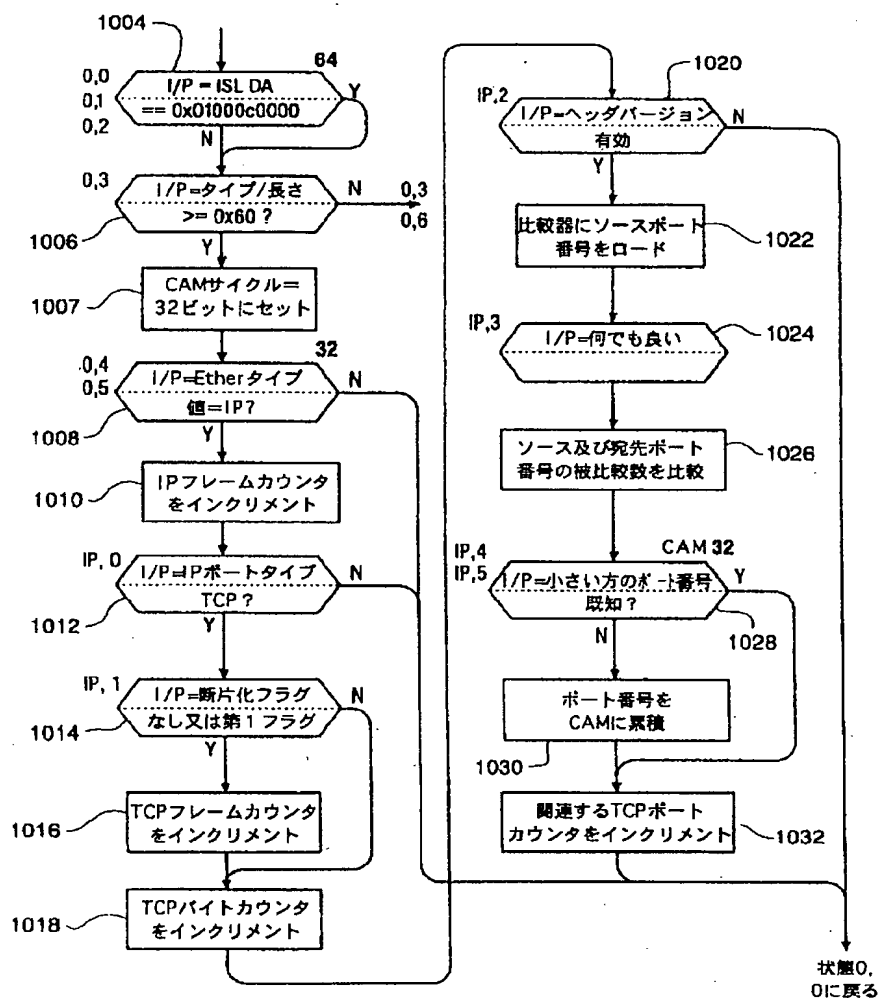 1004
64
0,0
0,1
0,2
I/P = ISL DA
== 0x01000c0000
Y
N
0,3
I/P=タイプ/長さ
>= 0x60 ?
N
0,3
0,6
1006
Y
CAMサイクル=
32ビットにセット
1007
32
0,4
0,5
I/P=Etherタイプ
値=IP?
N
1008
Y
IPフレームカウンタ
をインクリメント
1010
IP, 0
I/P=IPポートタイプ
TCP ?
N
1012
Y
IP, 1
I/P=断片化フラグ
なし又は第1フラグ
N
1014
Y
TCPフレームカウンタ
をインクリメント
1016
TCPバイトカウンタ
をインクリメント
1018
1020
IP,2
I/P=ヘッダバージョン
有効
N
Y
比較器にソースポート
番号をロード
1022
IP,3
I/P=何でも良い
1024
ソース及び宛先ポート
番号の被比較数を比較
1026
CAM 32
IP,4
IP,5
I/P=小さい方のポート番号
既知?
Y
1028
N
ポート番号を
CAMに累積
1030
関連するTCPポート
カウンタをインクリメント
1032
状態0,
0に戻る